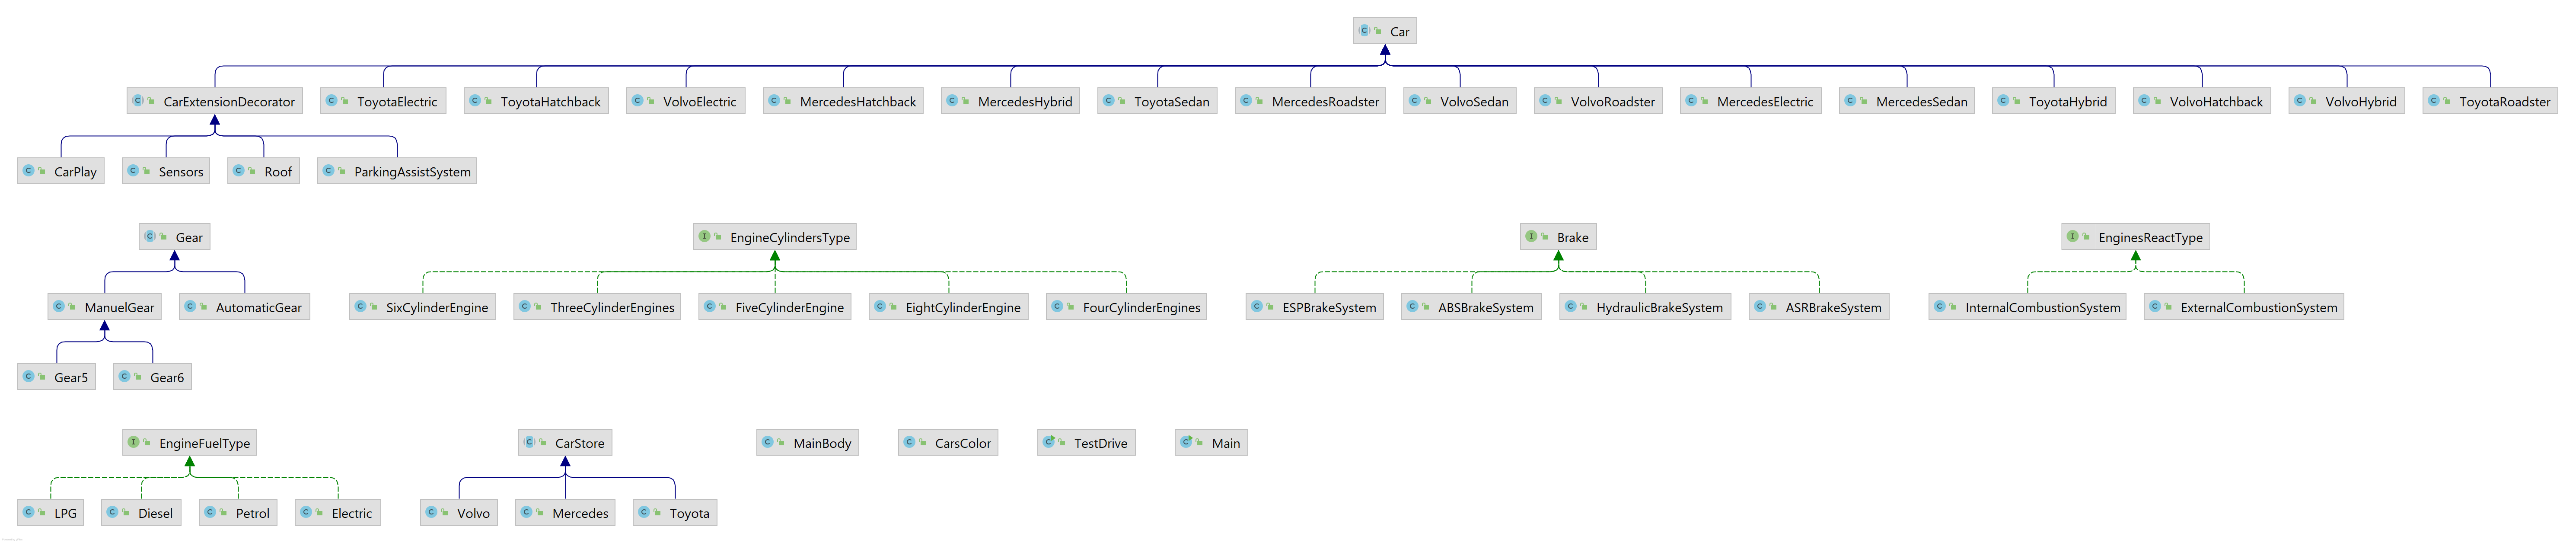 Car
CarExtensionDecorator ToyotaElectric ToyotaHatchback VolvoElectric MercedesHatchback MercedesHybrid ToyotaSedan MercedesRoadster VolvoSedan VolvoRoadster MercedesElectric MercedesSedan ToyotaHybrid VolvoHatchback VolvoHybrid ToyotaRoadster
CarPlay Sensors Roof ParkingAssistSystem
Gear EngineCylindersType Brake EnginesReactType
ManuelGear AutomaticGear SixCylinderEngine ThreeCylinderEngines FiveCylinderEngine EightCylinderEngine FourCylinderEngines ESPBrakeSystem ABSBrakeSystem HydraulicBrakeSystem ASRBrakeSystem InternalCombustionSystem ExternalCombustionSystem
Gear5 Gear6
EngineFuelType CarStore MainBody CarsColor TestDrive Main
LPG Diesel Petrol Electric Volvo Mercedes Toyota